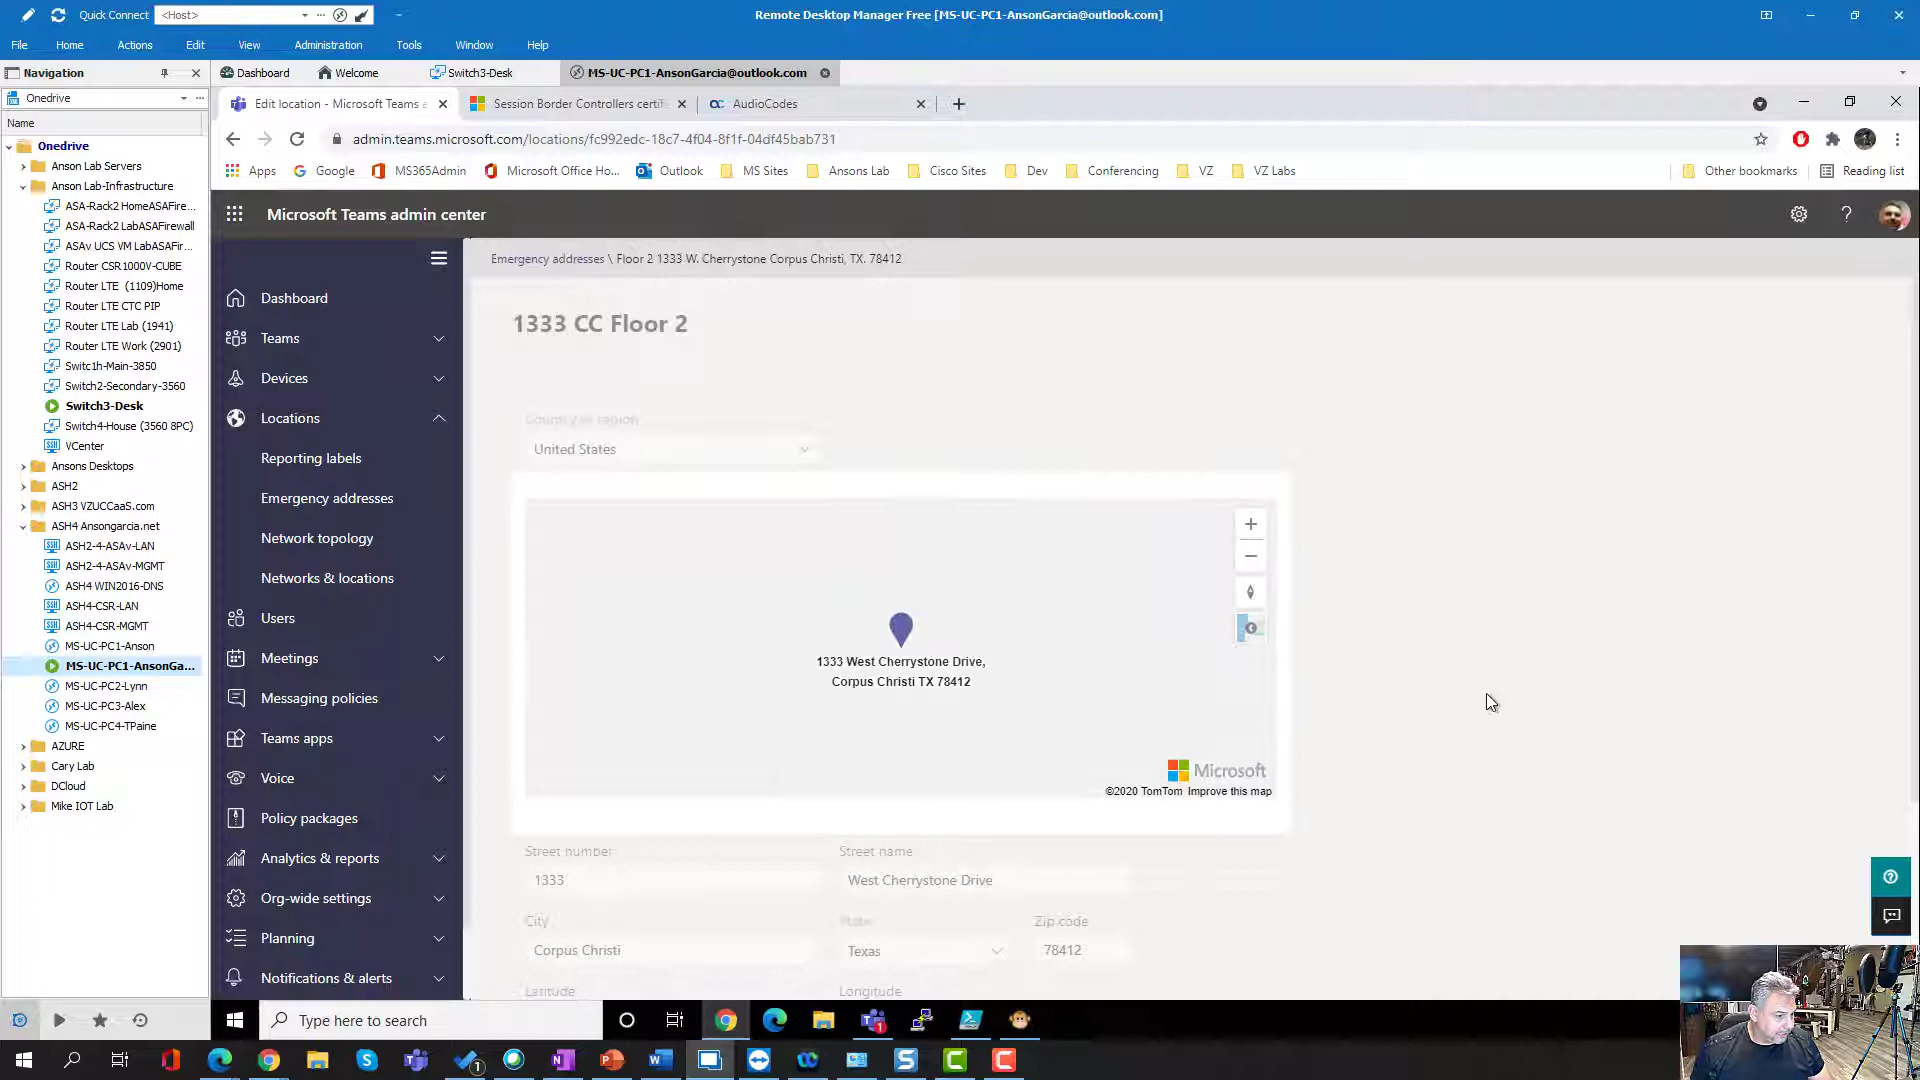 Quick Connect <Host>
Remote Desktop Manager Free [MS-UC-PC1-AnsonGarcia@outlook.com]
File Home Actions Edit View Administration Tools Window Help
Navigation
Dashboard Welcome Switch3-Desk MS-UC-PC1-AnsonGarcia@outlook.com
Onedrive
Name
Onedrive
Anson Lab Servers
Anson Lab-Infrastructure
ASA-Rack2 HomeASAFire...
ASA-Rack2 LabASAFirewall
ASAv UCS VM LabASAFir...
Router CSR1000V-CUBE
Router LTE (1109)Home
Router LTE CTC PIP
Router LTE Lab (1941)
Router LTE Work (2901)
Switc1h-Main-3850
Switch2-Secondary-3560
Switch3-Desk
Switch4-House (3560 8PC)
VCenter
Ansons Desktops
ASH2
ASH3 VZUCCaaS.com
ASH4 Ansongarcia.net
ASH2-4-ASAv-LAN
ASH2-4-ASAv-MGMT
ASH4 WIN2016-DNS
ASH4-CSR-LAN
ASH4-CSR-MGMT
MS-UC-PC1-Anson
MS-UC-PC1-AnsonGa...
MS-UC-PC2-Lynn
MS-UC-PC3-Alex
MS-UC-PC4-TPaine
AZURE
Cary Lab
DCloud
Mike IOT Lab
Edit location - Microsoft Teams a
Session Border Controllers certif
AudioCodes
admin.teams.microsoft.com/locations/fc992edc-18c7-4f04-8f1f-04df45bab731
Apps Google MS365Admin Microsoft Office Ho... Outlook MS Sites Ansons Lab Cisco Sites Dev Conferencing VZ VZ Labs Other bookmarks Reading list
Microsoft Teams admin center
Dashboard
Teams
Devices
Locations
Reporting labels
Emergency addresses
Network topology
Networks & locations
Users
Meetings
Messaging policies
Teams apps
Voice
Policy packages
Analytics & reports
Org-wide settings
Planning
Notifications & alerts
Emergency addresses \ Floor 2 1333 W. Cherrystone Corpus Christi, TX. 78412
1333 CC Floor 2
Country or region
United States
1333 West Cherrystone Drive,
Corpus Christi TX 78412
Microsoft
©2020 TomTom Improve this map
Street number Street name
1333 West Cherrystone Drive
City State Zip code
Corpus Christi Texas 78412
Latitude Longitude
Type here to search
1
1